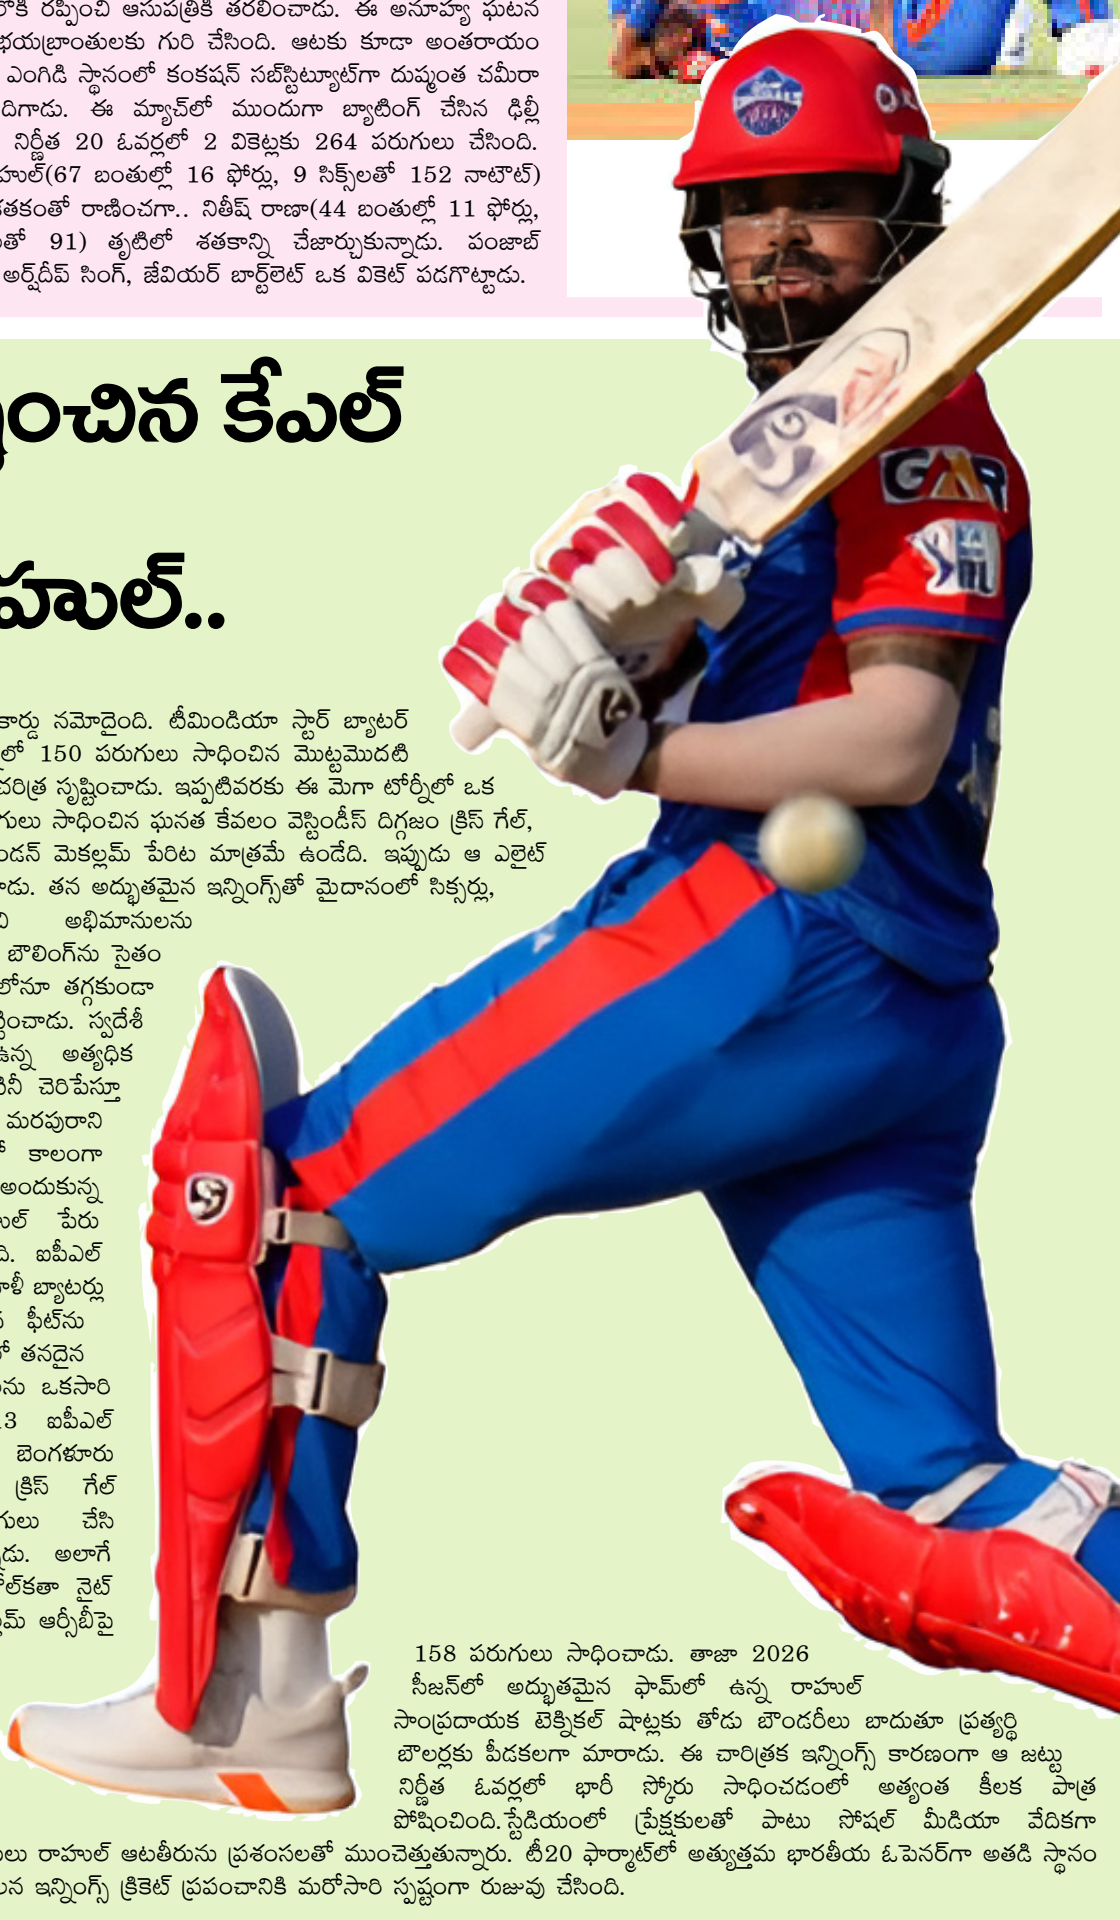 రప్పించి ఆసుపత్రికి తరలించాడు. ఈ అనూహ్య ఘటన
భయభ్రాంతులకు గురి చేసింది. ఆటకు కూడా అంతరాయం
ఎంగిడి స్థానంలో కంకషన్ సబ్‌స్టిట్యూట్‌గా దుష్మంత చమీరా
దిగాడు. ఈ మ్యాచ్‌లో ముందుగా బ్యాటింగ్ చేసిన ఢిల్లీ
నిర్ణీత 20 ఓవర్లలో 2 వికెట్లకు 264 పరుగులు చేసింది.
హుల్(67 బంతుల్లో 16 ఫోర్లు, 9 సిక్స్‌లతో 152 నాటౌట్)
రాణించగా.. నితీష్ రాణా(44 బంతుల్లో 11 ఫోర్లు,
తో 91) తృటిలో శతకాన్ని చేజార్చుకున్నాడు. పంజాబ్
అర్ష్‌దీప్ సింగ్, జేవియర్ బార్ట్‌లెట్ ఒక వికెట్ పడగొట్టాడు.
ంచిన కేఎల్
హుల్..
కార్డు నమోదైంది. టీమిండియా స్టార్ బ్యాటర్
లో 150 పరుగులు సాధించిన మొట్టమొదటి
చరిత్ర సృష్టించాడు. ఇప్పటివరకు ఈ మెగా టోర్నీలో ఒక
గులు సాధించిన ఘనత కేవలం వెస్టిండీస్ దిగ్గజం క్రిస్ గేల్,
ండన్ మెకల్లమ్ పేరిట మాత్రమే ఉండేది. ఇప్పుడు ఆ ఎలైట్
డు. తన అద్భుతమైన ఇన్నింగ్స్‌తో మైదానంలో సిక్సర్లు,
అభిమానులను
బౌలింగ్‌ను సైతం
లోనూ తగ్గకుండా
ంచాడు. స్వదేశీ
ఉన్న అత్యధిక
చెరిపేస్తూ
మరపురాని
కాలంగా
అందుకున్న
పేరు
ది. ఐపీఎల్
బ్యాటర్లు
ఫీట్‌ను
తనదైన
ను ఒకసారి
ఐపీఎల్
బెంగళూరు
క్రిస్ గేల్
గులు చేసి
డు. అలాగే
నైట్
ఆర్సీబీపై
158 పరుగులు సాధించాడు. తాజా 2026
సీజన్‌లో అద్భుతమైన ఫామ్‌లో ఉన్న రాహుల్
సాంప్రదాయక టెక్నికల్ షాట్లకు తోడు బౌండరీలు బాదుతూ ప్రత్యర్థి
బౌలర్లకు పీడకలగా మారాడు. ఈ చారిత్రక ఇన్నింగ్స్ కారణంగా ఆ జట్టు
నిర్ణీత ఓవర్లలో భారీ స్కోరు సాధించడంలో అత్యంత కీలక పాత్ర
పోషించింది.స్టేడియంలో ప్రేక్షకులతో పాటు సోషల్ మీడియా వేదికగా
లు రాహుల్ ఆటతీరును ప్రశంసలతో ముంచెత్తుతున్నారు. టీ20 ఫార్మాట్‌లో అత్యుత్తమ భారతీయ ఓపెనర్‌గా అతడి స్థానం
ఇన్నింగ్స్ క్రికెట్ ప్రపంచానికి మరోసారి స్పష్టంగా రుజువు చేసింది.